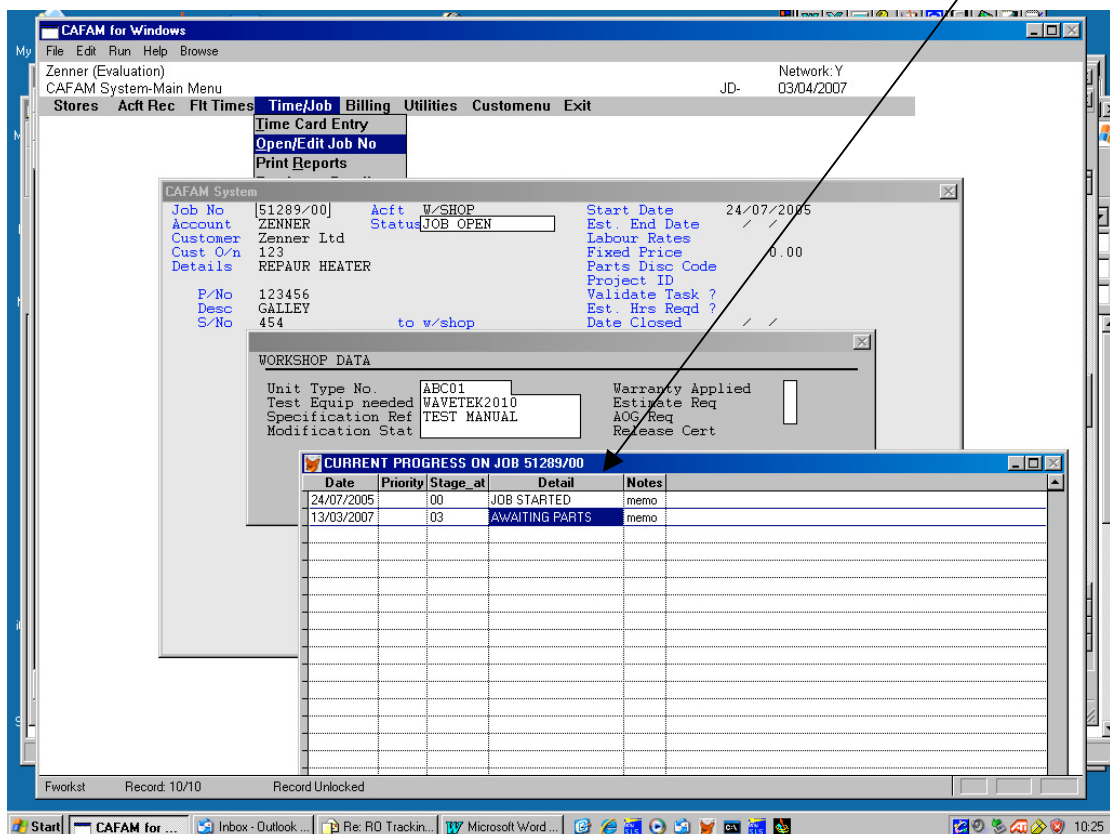 CAFAM for Windows
My File Edit Run Help Browse
Zenner (Evaluation) Network: Y
CAFAM System-Main Menu JD- 03/04/2007
Stores Acft Rec Flt Times Time/Job Billing Utilities Customenu Exit
Time Card Entry
Open/Edit Job No
Print Reports
CAFAM System
Job No 51289/00 Acft W/SHOP Start Date 24/07/2005
Account ZENNER Status JOB OPEN Est. End Date / /
Customer Zenner Ltd Labour Rates
Cust O/n 123 Fixed Price 0.00
Details REPAUR HEATER Parts Disc Code
Project ID
P/No 123456 Validate Task ?
Desc GALLEY Est. Hrs Reqd ?
S/No 454 to w/shop Date Closed / /
WORKSHOP DATA
Unit Type No. ABC01 Warranty Applied
Test Equip needed WAVETEK2010 Estimate Req
Specification Ref TEST MANUAL AOG Req
Modification Stat Release Cert
CURRENT PROGRESS ON JOB 51289/00
Date Priority Stage_at Detail Notes
24/07/2005 00 JOB STARTED memo
13/03/2007 03 AWAITING PARTS memo
Fworkst Record: 10/10 Record Unlocked
Start CAFAM for ... Inbox - Outlook ... Re: RO Trackin... Microsoft Word ... 10:25